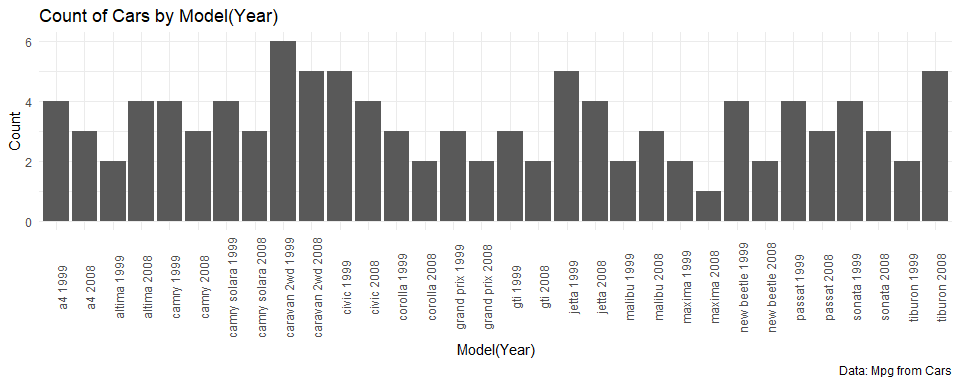 Count of Cars by Model(Year)
6
4
2
0
Count
a4 1999
a4 2008
altima 1999
altima 2008
camry 1999
camry 2008
camry solara 1999
camry solara 2008
caravan 2wd 1999
caravan 2wd 2008
civic 1999
civic 2008
corolla 1999
corolla 2008
grand prix 1999
grand prix 2008
gti 1999
gti 2008
jetta 1999
jetta 2008
malibu 1999
malibu 2008
maxima 1999
maxima 2008
new beetle 1999
new beetle 2008
passat 1999
passat 2008
sonata 1999
sonata 2008
tiburon 1999
tiburon 2008
Model(Year)
Data: Mpg from Cars